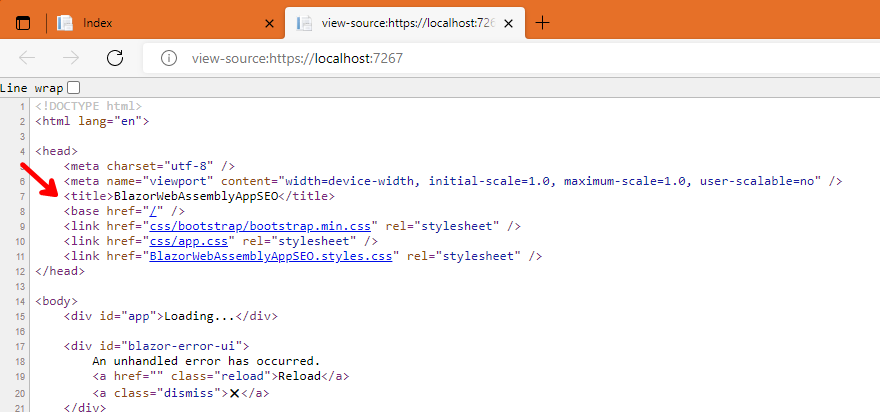 Index
view-source:https://localhost:726
view-source:https://localhost:7267
Line wrap
1 <!DOCTYPE html>
2 <html lang="en">
3
4 <head>
5 <meta charset="utf-8" />
6 <meta name="viewport" content="width=device-width, initial-scale=1.0, maximum-scale=1.0, user-scalable=no" />
7 <title>BlazorWebAssemblyAppSEO</title>
8 <base href="/" />
9 <link href="css/bootstrap/bootstrap.min.css" rel="stylesheet" />
10 <link href="css/app.css" rel="stylesheet" />
11 <link href="BlazorWebAssemblyAppSEO.styles.css" rel="stylesheet" />
12 </head>
13
14 <body>
15 <div id="app">Loading...</div>
16
17 <div id="blazor-error-ui">
18 An unhandled error has occurred.
19 <a href="" class="reload">Reload</a>
20 <a class="dismiss">🗙</a>
21 </div>